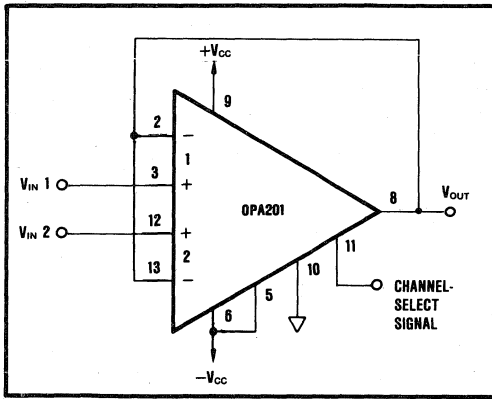 +VCC
9
2
−
1
3
+
VIN 1
8
VOUT
OPA201
12
+
VIN 2
11
2
10
13
−
5
6
CHANNEL-
SELECT
SIGNAL
−VCC